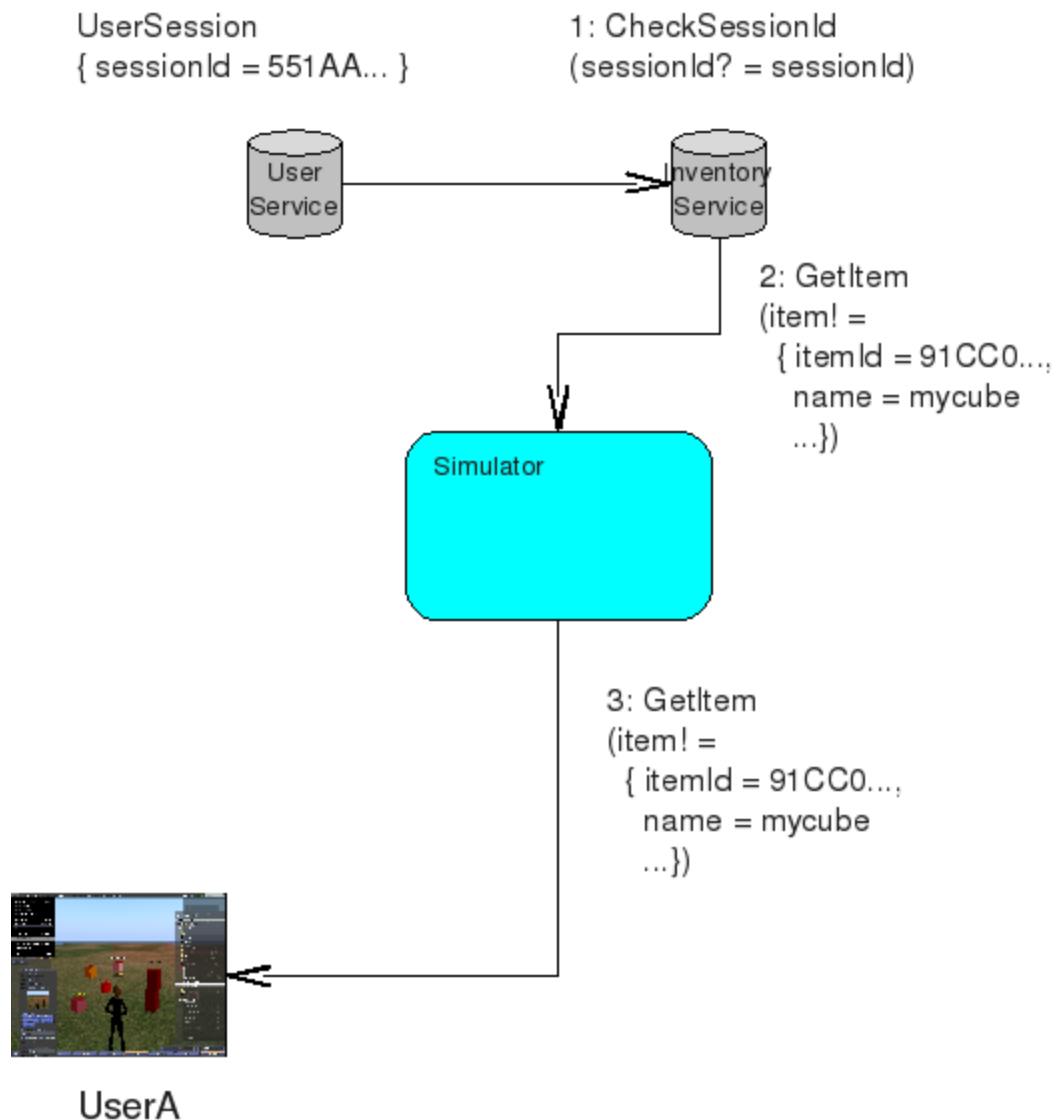 UserSession
{ sessionId = 551AA... }
1: CheckSessionId
(sessionId? = sessionId)
User
Service
Inventory
Service
2: GetItem
(item! =
{ itemId = 91CC0...,
name = mycube
...})
Simulator
3: GetItem
(item! =
{ itemId = 91CC0...,
name = mycube
...})
UserA